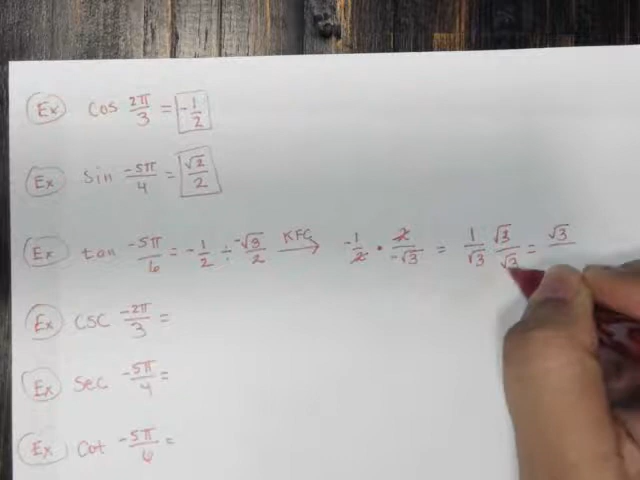 Ex cos 2π/3 = -1/2
Ex sin -5π/4 = √2/2
Ex tan -5π/6 = -1/2 ÷ -√3/2 KFC → -1/2 • 2/-√3 = 1/√3 √3/√3 = √3
Ex csc -2π/3 =
Ex sec -5π/4 =
Ex cot -5π/6 =